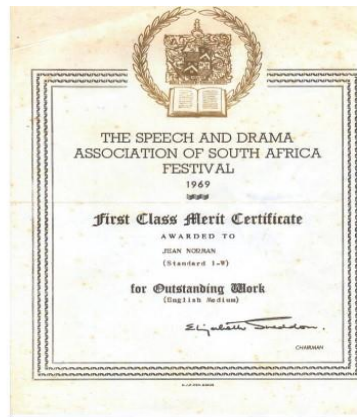 THE SPEECH AND DRAMA
ASSOCIATION OF SOUTH AFRICA
FESTIVAL
1969
First Class Merit Certificate
AWARDED TO
JEAN NORMAN
(Standard 1-W)
for Outstanding Work
(English Medium)
Elizabeth Sneddon.
CHAIRMAN